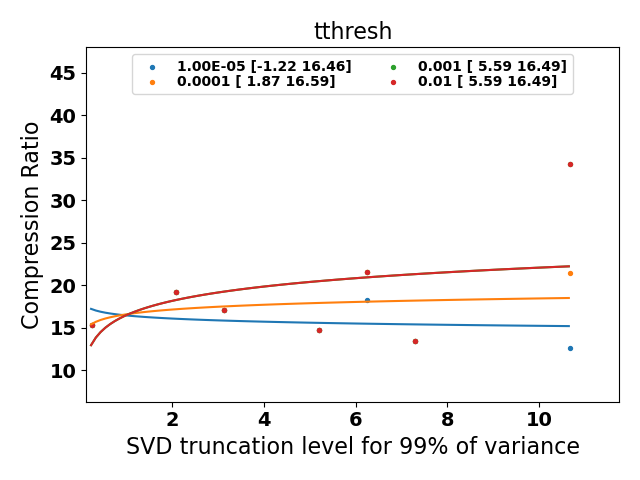 tthresh
1.00E-05 [-1.22 16.46]
0.0001 [ 1.87 16.59]
0.001 [ 5.59 16.49]
0.01 [ 5.59 16.49]
Compression Ratio
45
40
35
30
25
20
15
10
2 4 6 8 10
SVD truncation level for 99% of variance